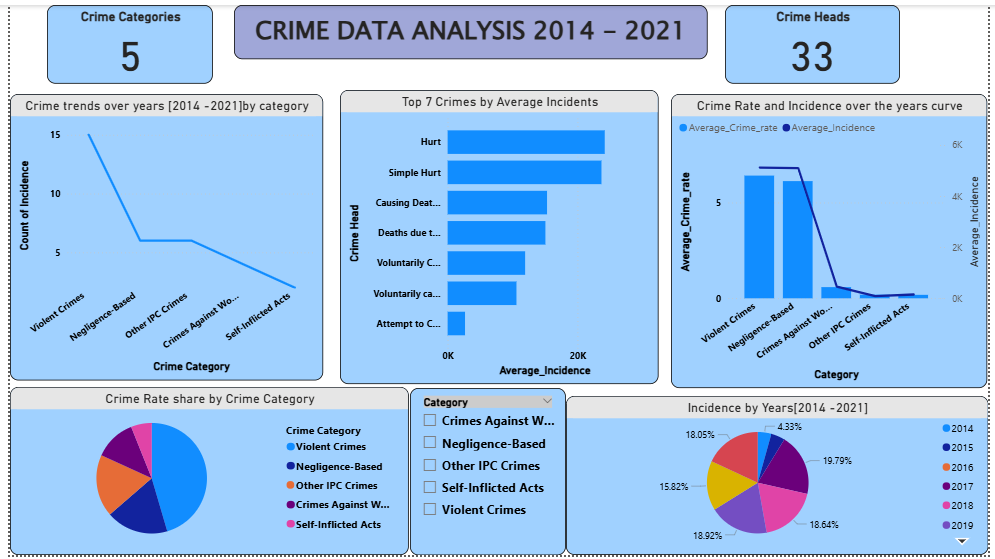 Crime Categories
5
CRIME DATA ANALYSIS 2014 - 2021
Crime Heads
33
Crime trends over years [2014 -2021]by category
15
10
5
Count of Incidence
Violent Crimes
Negligence-Based
Other IPC Crimes
Crimes Against Wo...
Self-Inflicted Acts
Crime Category
Top 7 Crimes by Average Incidents
Crime Head
Hurt
Simple Hurt
Causing Deat...
Deaths due t...
Voluntarily C...
Voluntarily ca...
Attempt to C...
0K
20K
Average_Incidence
Crime Rate and Incidence over the years curve
Average_Crime_rate
Average_Incidence
Average_Crime_rate
5
0
6K
4K
2K
0K
Average_Incidence
Violent Crimes
Negligence-Based
Crimes Against Wo...
Other IPC Crimes
Self-Inflicted Acts
Category
Crime Rate share by Crime Category
Crime Category
Violent Crimes
Negligence-Based
Other IPC Crimes
Crimes Against W...
Self-Inflicted Acts
Category
Crimes Against W...
Negligence-Based
Other IPC Crimes
Self-Inflicted Acts
Violent Crimes
Incidence by Years[2014 -2021]
4.33%
19.79%
18.64%
18.92%
15.82%
18.05%
2014
2015
2016
2017
2018
2019